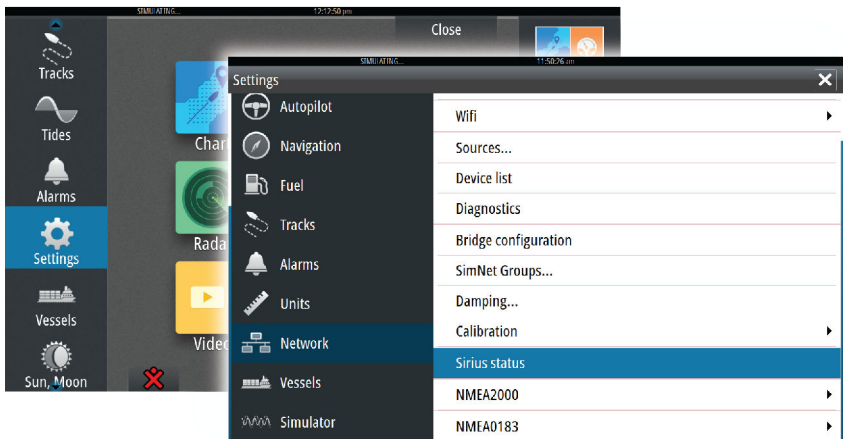 SIMULATING...
12:12:50 pm
Close
Tracks
Tides
Alarms
Settings
Vessels
Sun, Moon
Char
Rada
Video
SIMULATING...
11:50:26 am
Settings
Autopilot
Navigation
Fuel
Tracks
Alarms
Units
Network
Vessels
Simulator
Wifi
Sources...
Device list
Diagnostics
Bridge configuration
SimNet Groups...
Damping...
Calibration
Sirius status
NMEA2000
NMEA0183